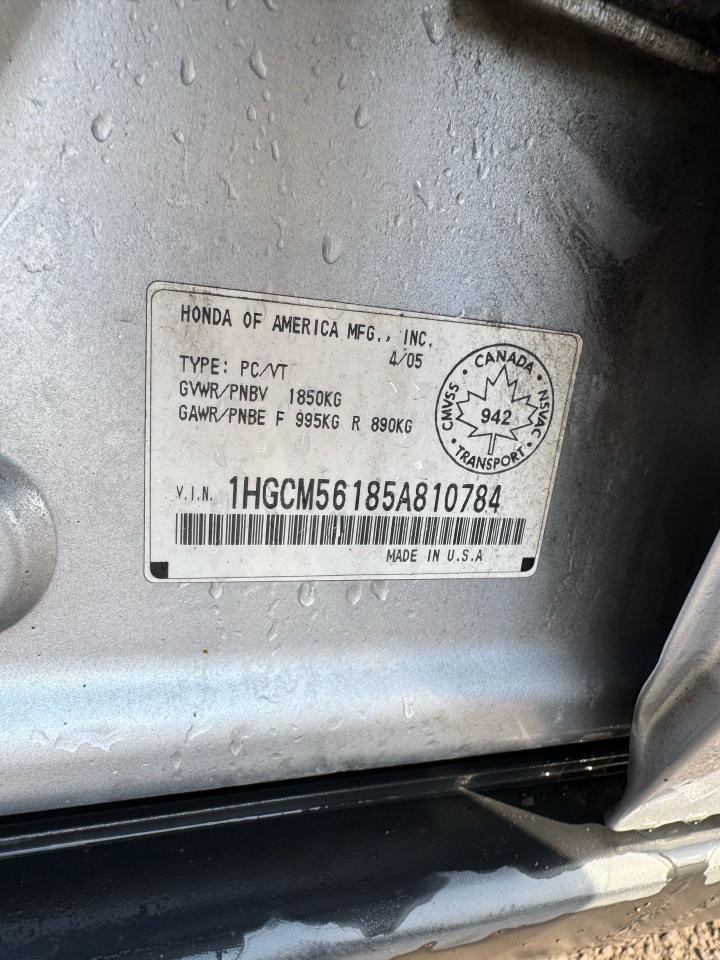 HONDA OF AMERICA MFG., INC.
4/05
TYPE: PC/VT
GVWR/PNBV 1850KG
GAWR/PNBE F 995KG R 890KG
CMVSS • CANADA • NSVAC • TRANSPORT •
942
V.I.N. 1HGCM56185A810784
MADE IN U.S.A